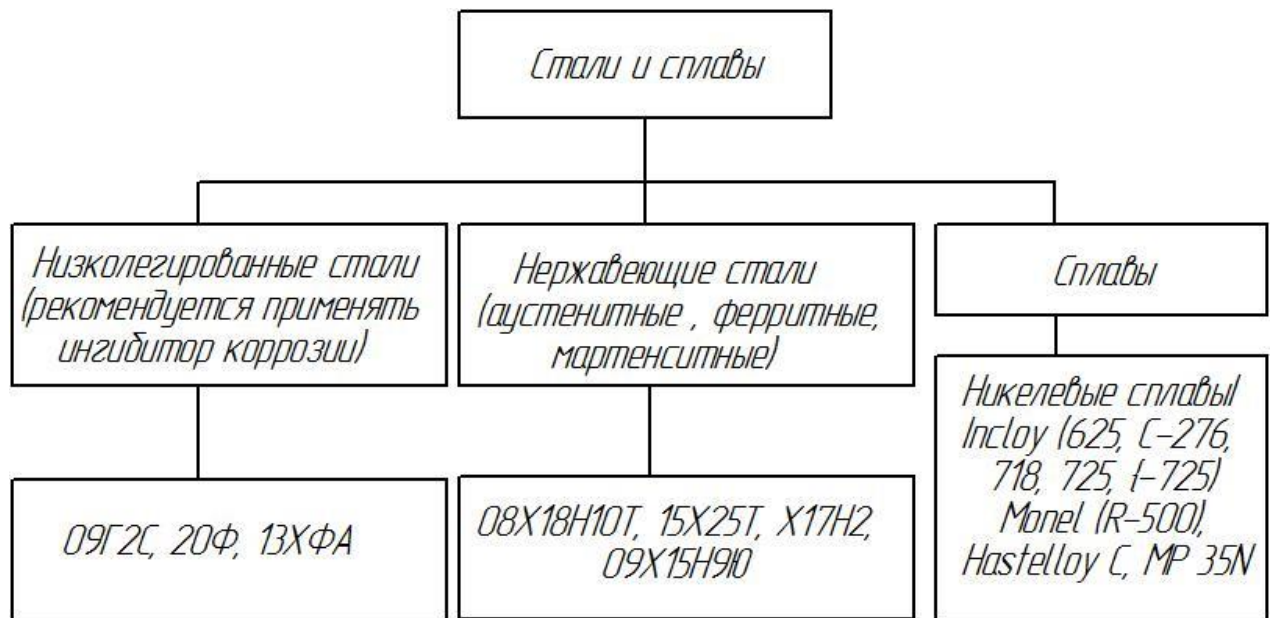 Стали и сплавы
Низколегированные стали
(рекомендуется применять
ингибитор коррозии)
Нержавеющие стали
(аустенитные , ферритные,
мартенситные)
Сплавы
09Г2С, 20Ф, 13ХФА
08Х18Н10Т, 15Х25Т, Х17Н2,
09Х15Н9Ю
Никелевые сплавы
Incloy (625, C-276,
718, 725, {-725)
Monel (R-500),
Hastelloy C, MP 35N